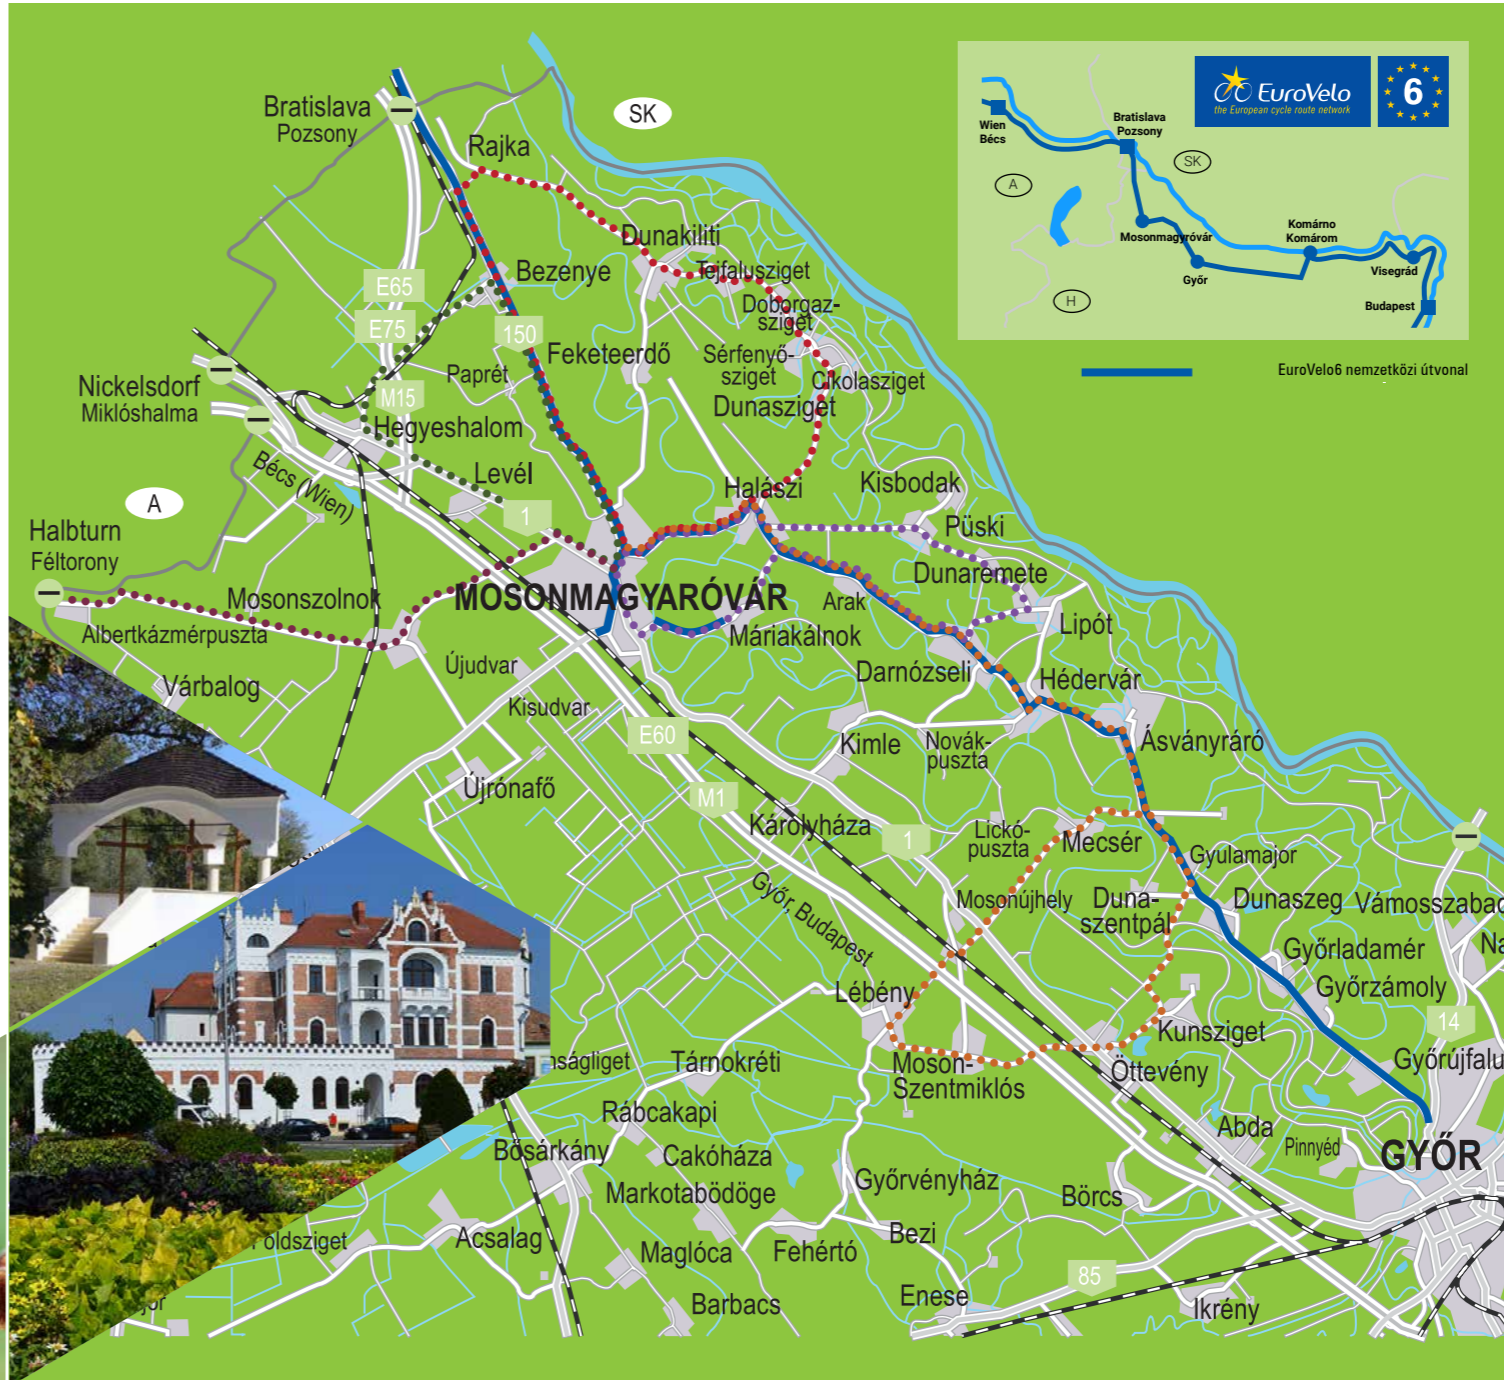 EuroVelo
the European cycle route network
6
Wien
Bécs
Bratislava
Pozsony
SK
A
Mosonmagyróvár
Győr
Komárno
Komárom
Visegrád
Budapest
H
EuroVelo6 nemzetközi útvonal
Bratislava
Pozsony
SK
Rajka
Dunakiliti
Tejfalusziget
Bezenye
Doborgaz-
sziget
E65
E75
150
Feketeerdő
Sérfenyő-
sziget
Cikolasziget
Paprét
Nickelsdorf
Miklóshalma
M15
Dunasziget
Hegyeshalom
Bécs (Wien)
Levél
Halászi
Kisbodak
A
1
Püski
Halbturn
Féltorony
Dunaremete
Mosonszolnok
MOSONMAGYARÓVÁR
Arak
Lipót
Albertkázmérpuszta
Máriakálnok
Újudvar
Darnózseli
Hédervár
Várbalog
Kisudvar
E60
Kimle
Novák-
puszta
Ásványráró
Újrónafő
M1
Károlyháza
1
Lickó-
puszta
Mecsér
Gyulamajor
Győr, Budapest
Mosonújhely
Duna-
szentpál
Dunaszeg
Vámosszabad
Győrladamér
Na
Lébény
Győrzámoly
Kunsziget
14
nságliget
Tárnokréti
Moson-
Szentmiklós
Öttevény
Győrújfalu
Rábcakapi
Abda
Pinnyéd
GYŐR
Bősárkány
Cakóháza
Markotabödöge
Győrvényház
Börcs
Földsziget
Acsalag
Maglóca
Fehértó
Bezi
85
Barbacs
Enese
Ikrény